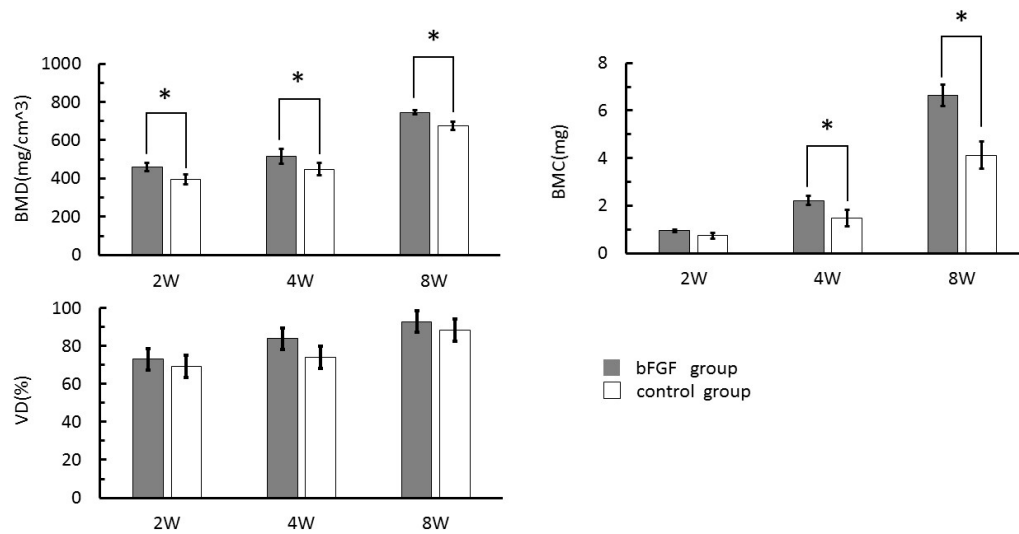 *
*
*
1000
800
600
400
200
0
BMD(mg/cm^3)
2W
4W
8W
*
*
8
6
4
2
0
BMC(mg)
2W
4W
8W
100
80
60
40
20
0
VD(%)
2W
4W
8W
bFGF group
control group